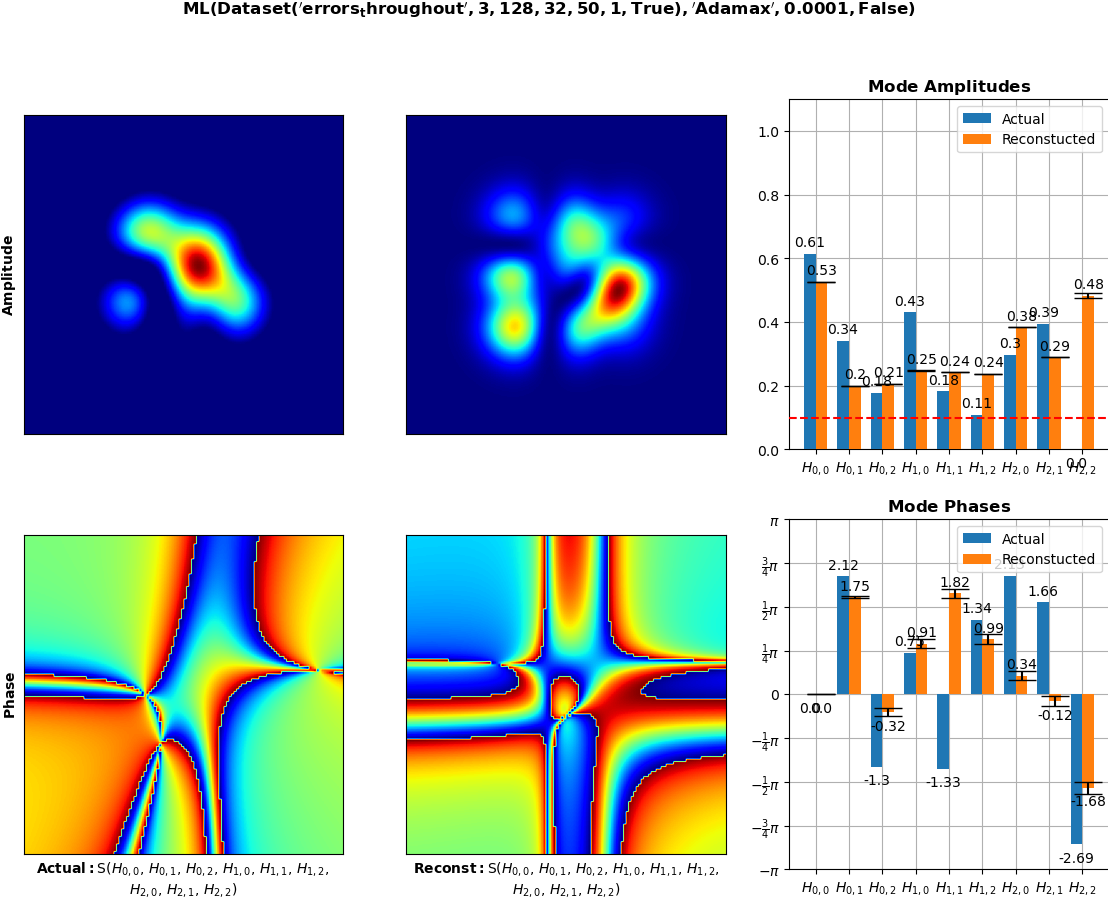 ML(Dataset('errors_throughout', 3, 128, 32, 50, 1, True), 'Adamax', 0.0001, False)
Amplitude
Mode Amplitudes
Actual
Reconstucted
1.0
0.8
0.6
0.4
0.2
0.0
0.61
0.53
0.34
0.2
0.18
0.21
0.43
0.25
0.18
0.24
0.11
0.24
0.3
0.38
0.39
0.29
0.0
0.48
H0,0 H0,1 H0,2 H1,0 H1,1 H1,2 H2,0 H2,1 H2,2
Phase
Actual: S(H0,0, H0,1, H0,2, H1,0, H1,1, H1,2,
H2,0, H2,1, H2,2)
Reconst: S(H0,0, H0,1, H0,2, H1,0, H1,1, H1,2,
H2,0, H2,1, H2,2)
Mode Phases
Actual
Reconstucted
π
3/4π
1/2π
1/4π
0
−1/4π
−1/2π
−3/4π
−π
0.0
0.0
2.12
1.75
-1.3
-0.32
0.91
-1.33
1.82
1.34
0.99
0.34
1.66
-0.12
-2.69
-1.68
H0,0 H0,1 H0,2 H1,0 H1,1 H1,2 H2,0 H2,1 H2,2